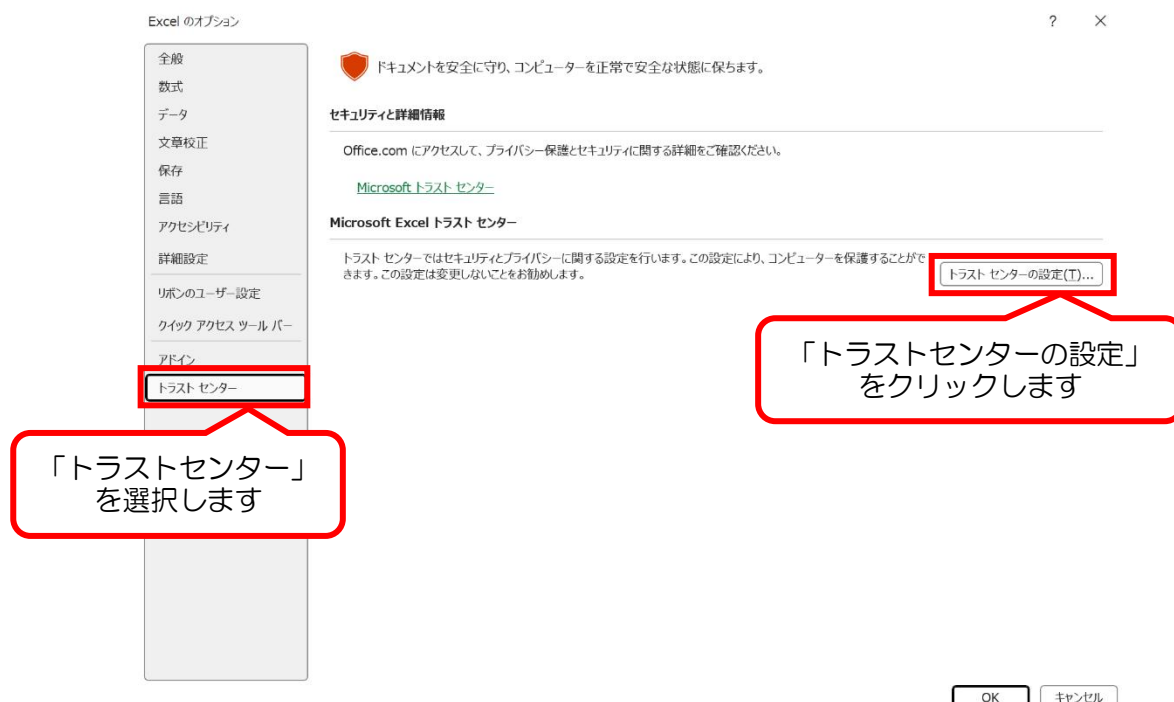 Excel のオプション
? ×
全般
数式
データ
文章校正
保存
言語
アクセシビリティ
詳細設定
リボンのユーザー設定
クイック アクセス ツール バー
アドイン
トラスト センター
ドキュメントを安全に守り、コンピューターを正常で安全な状態に保ちます。
セキュリティと詳細情報
Office.com にアクセスして、プライバシー保護とセキュリティに関する詳細をご確認ください。
Microsoft トラスト センター
Microsoft Excel トラスト センター
トラスト センターではセキュリティとプライバシーに関する設定を行います。この設定により、コンピューターを保護することがで
きます。この設定は変更しないことをお勧めします。
トラスト センターの設定(T)...
「トラストセンターの設定」
をクリックします
「トラストセンター」
を選択します
OK
キャンセル